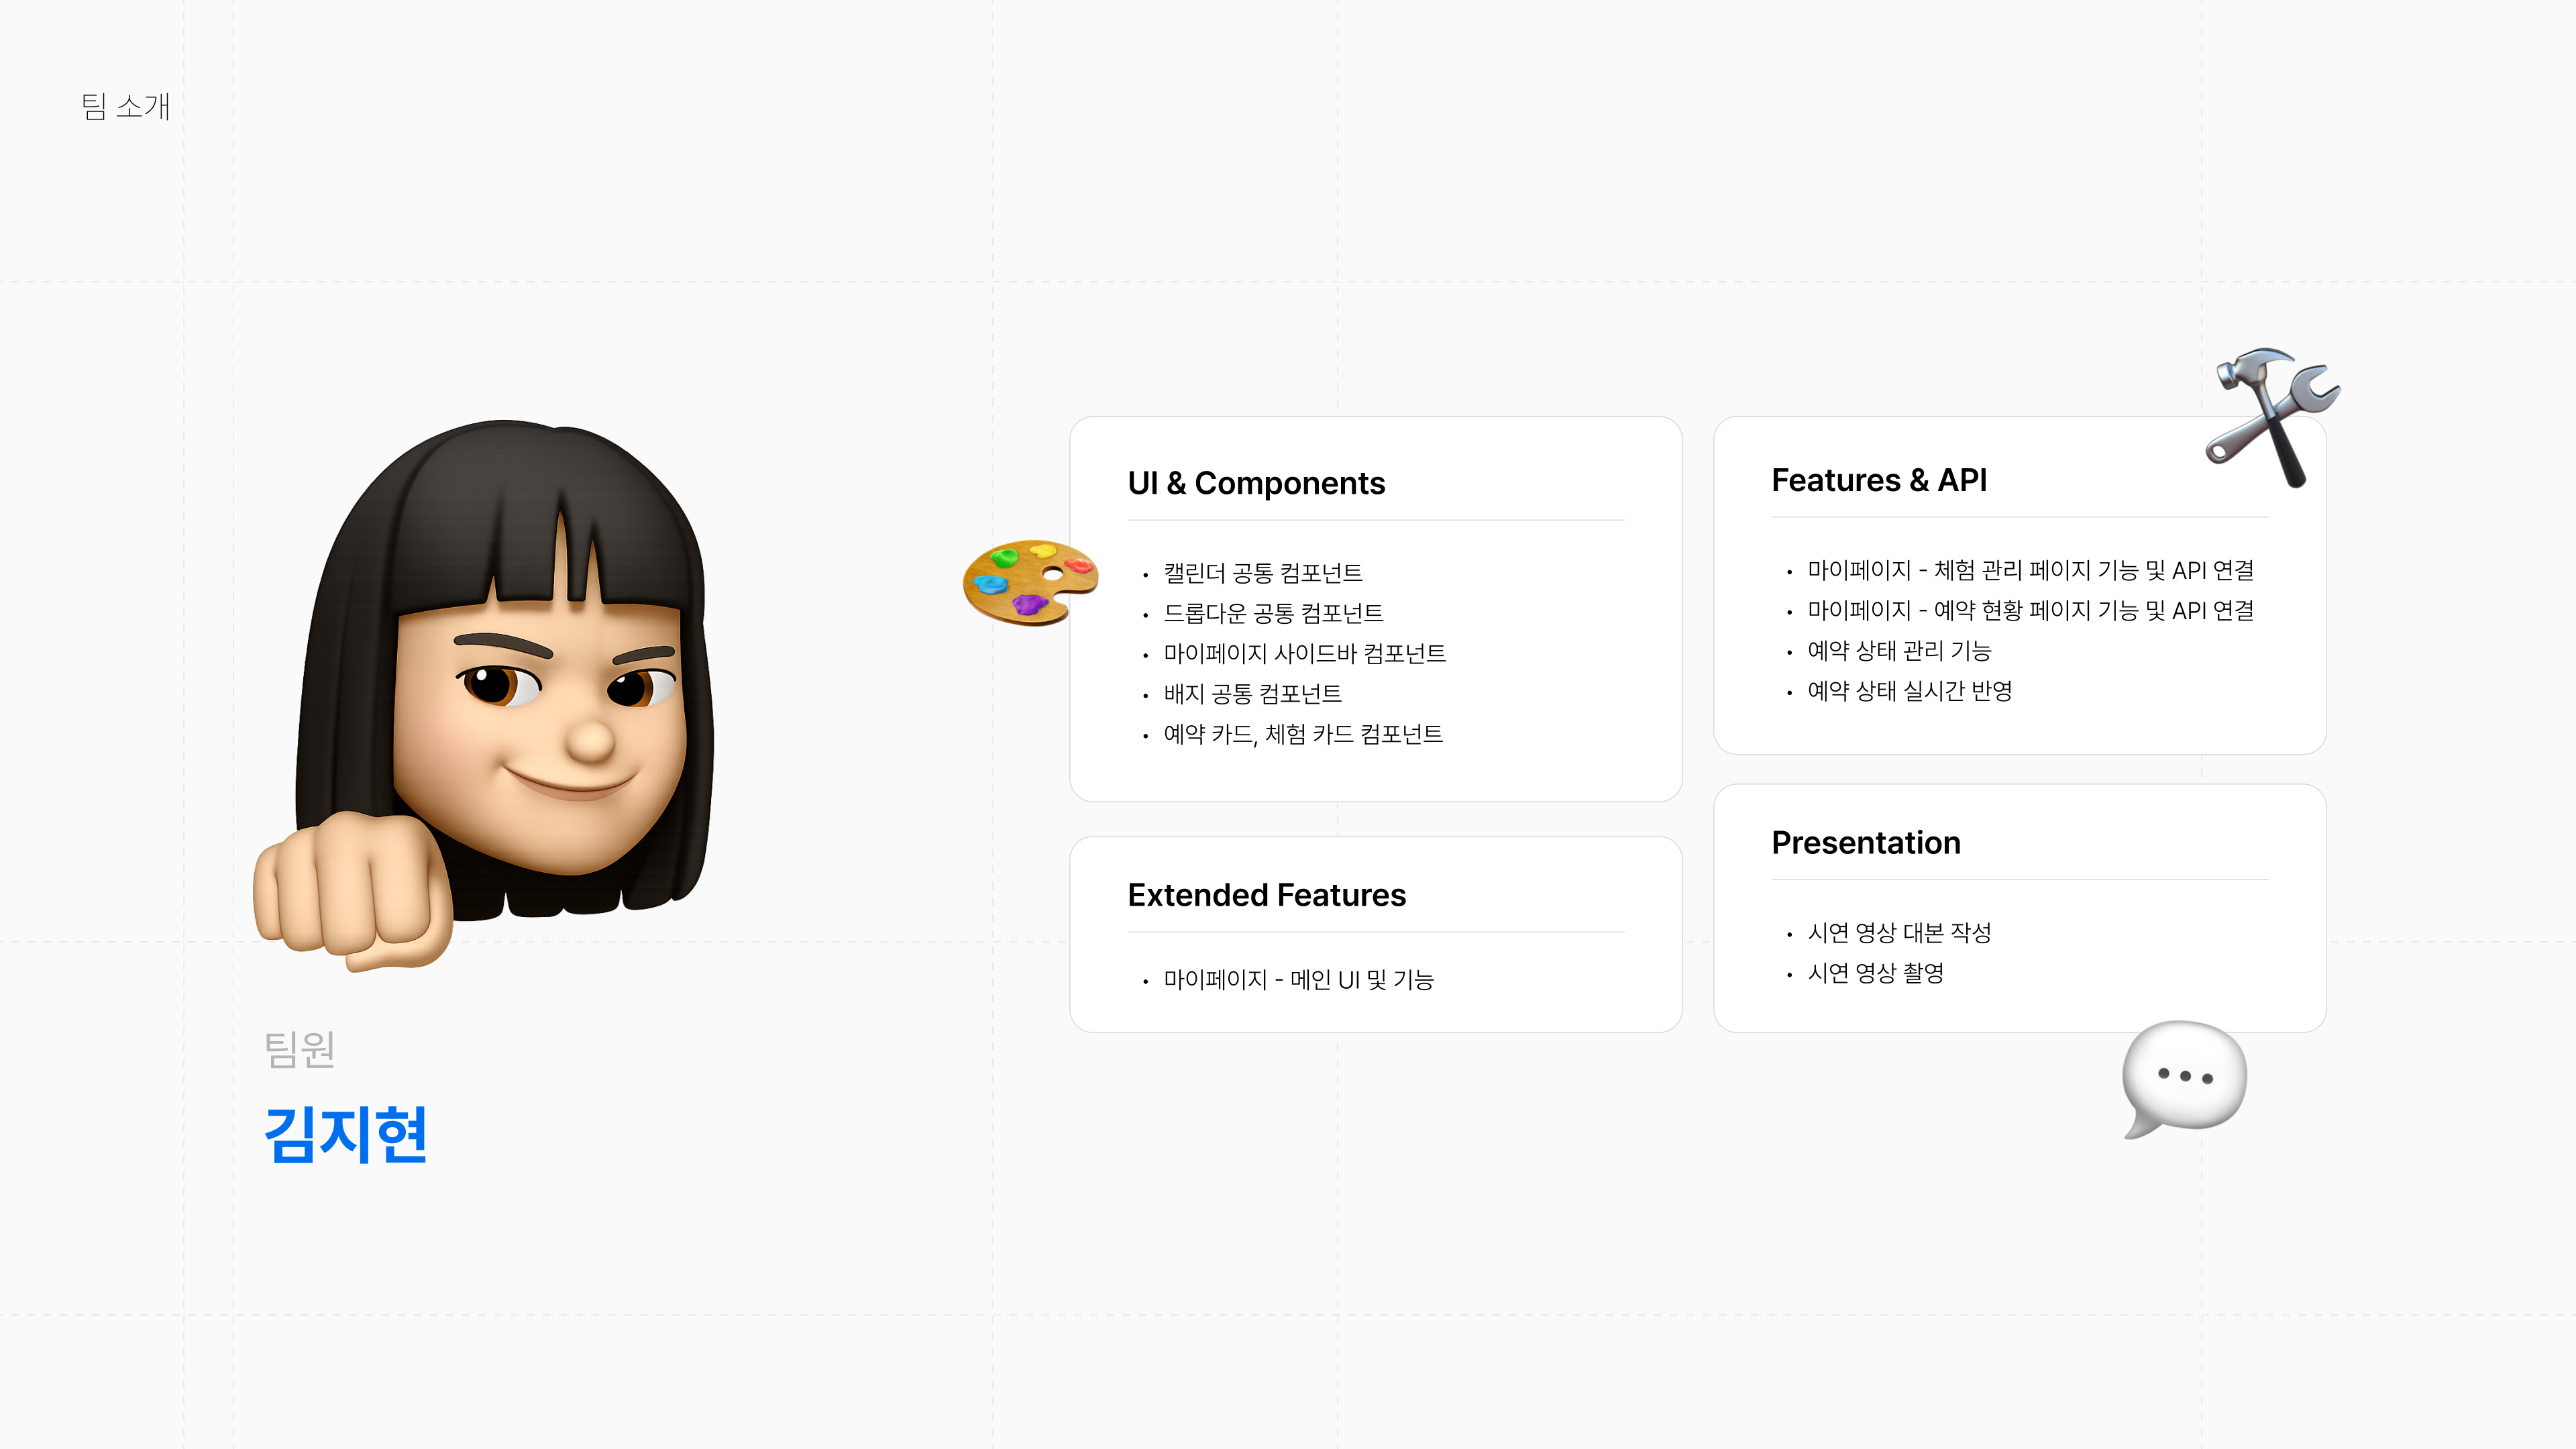 팀 소개
팀원
김지현
UI & Components
• 캘린더 공통 컴포넌트
• 드롭다운 공통 컴포넌트
• 마이페이지 사이드바 컴포넌트
• 배지 공통 컴포넌트
• 예약 카드, 체험 카드 컴포넌트
Extended Features
• 마이페이지 - 메인 UI 및 기능
Features & API
• 마이페이지 - 체험 관리 페이지 기능 및 API 연결
• 마이페이지 - 예약 현황 페이지 기능 및 API 연결
• 예약 상태 관리 기능
• 예약 상태 실시간 반영
Presentation
• 시연 영상 대본 작성
• 시연 영상 촬영